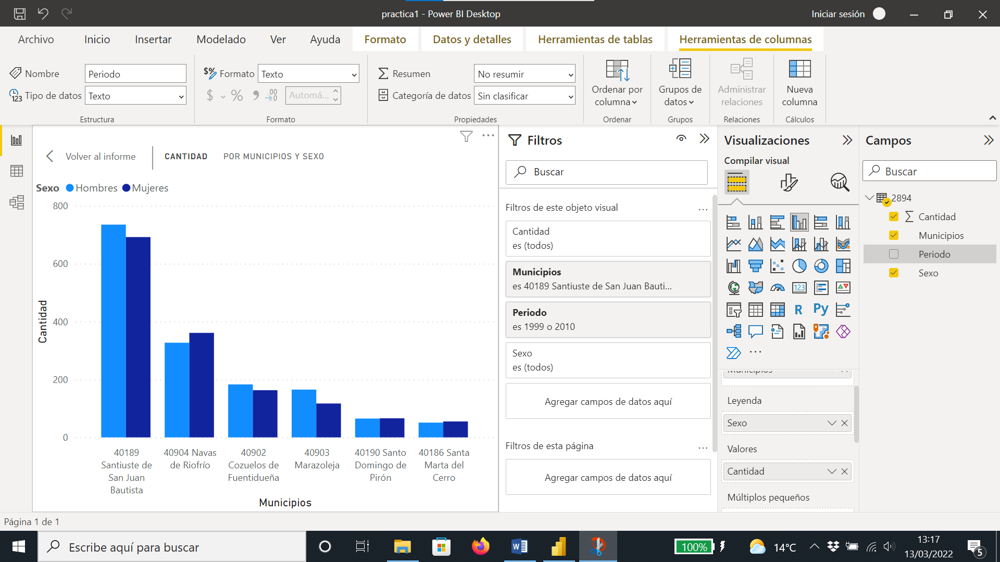 practica1 - Power BI Desktop
Iniciar sesión
Archivo
Inicio
Insertar
Modelado
Ver
Ayuda
Formato
Datos y detalles
Herramientas de tablas
Herramientas de columnas
Nombre
Periodo
Tipo de datos
Texto
Estructura
$% Formato
Texto
$ % , .00 →.0
Automá...
Formato
Resumen
No resumir
Categoría de datos
Sin clasificar
Propiedades
Ordenar por
columna
Ordenar
Grupos de
datos
Grupos
Administrar
relaciones
Relaciones
Nueva
columna
Cálculos
Volver al informe
CANTIDAD
POR MUNICIPIOS Y SEXO
Sexo Hombres Mujeres
800
600
400
200
0
Cantidad
40189
Santiuste de
San Juan
Bautista
40904 Navas
de Riofrío
40902
Cozuelos de
Fuentidueña
40903
Marazoleja
40190 Santo
Domingo de
Pirón
40186 Santa
Marta del
Cerro
Municipios
Filtros
Buscar
Filtros de este objeto visual
...
Cantidad
es (todos)
Municipios
es 40189 Santiuste de San Juan Bauti...
Periodo
es 1999 o 2010
Sexo
es (todos)
Agregar campos de datos aquí
Filtros de esta página
...
Agregar campos de datos aquí
Visualizaciones
Compilar visual
123
R
Py
...
Municipios
Leyenda
Sexo
Valores
Cantidad
Múltiplos pequeños
Campos
Buscar
2894
Σ Cantidad
Municipios
Periodo
Sexo
Página 1 de 1
Escribe aquí para buscar
100%
14°C
13:17
13/03/2022
5